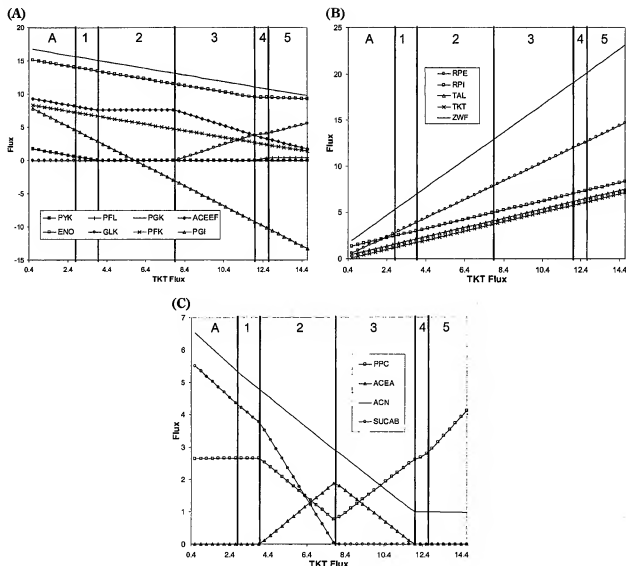 (A)
A 1 2 3 4 5
20
15
10
5
0
-5
-10
-15
Flux
PYK PFL PGK ACEEF
ENO GLK PFK PGI
0.4 2.4 4.4 6.4 8.4 10.4 12.4 14.4
TKT Flux
(B)
A 1 2 3 4 5
25
20
15
10
5
0
Flux
RPE
RPI
TAL
TKT
ZWF
0.4 2.4 4.4 6.4 8.4 10.4 12.4 14.4
TKT Flux
(C)
A 1 2 3 4 5
7
6
5
4
3
2
1
0
Flux
PPC
ACEA
ACN
SUCAB
0.4 2.4 4.4 6.4 8.4 10.4 12.4 14.4
TKT Flux